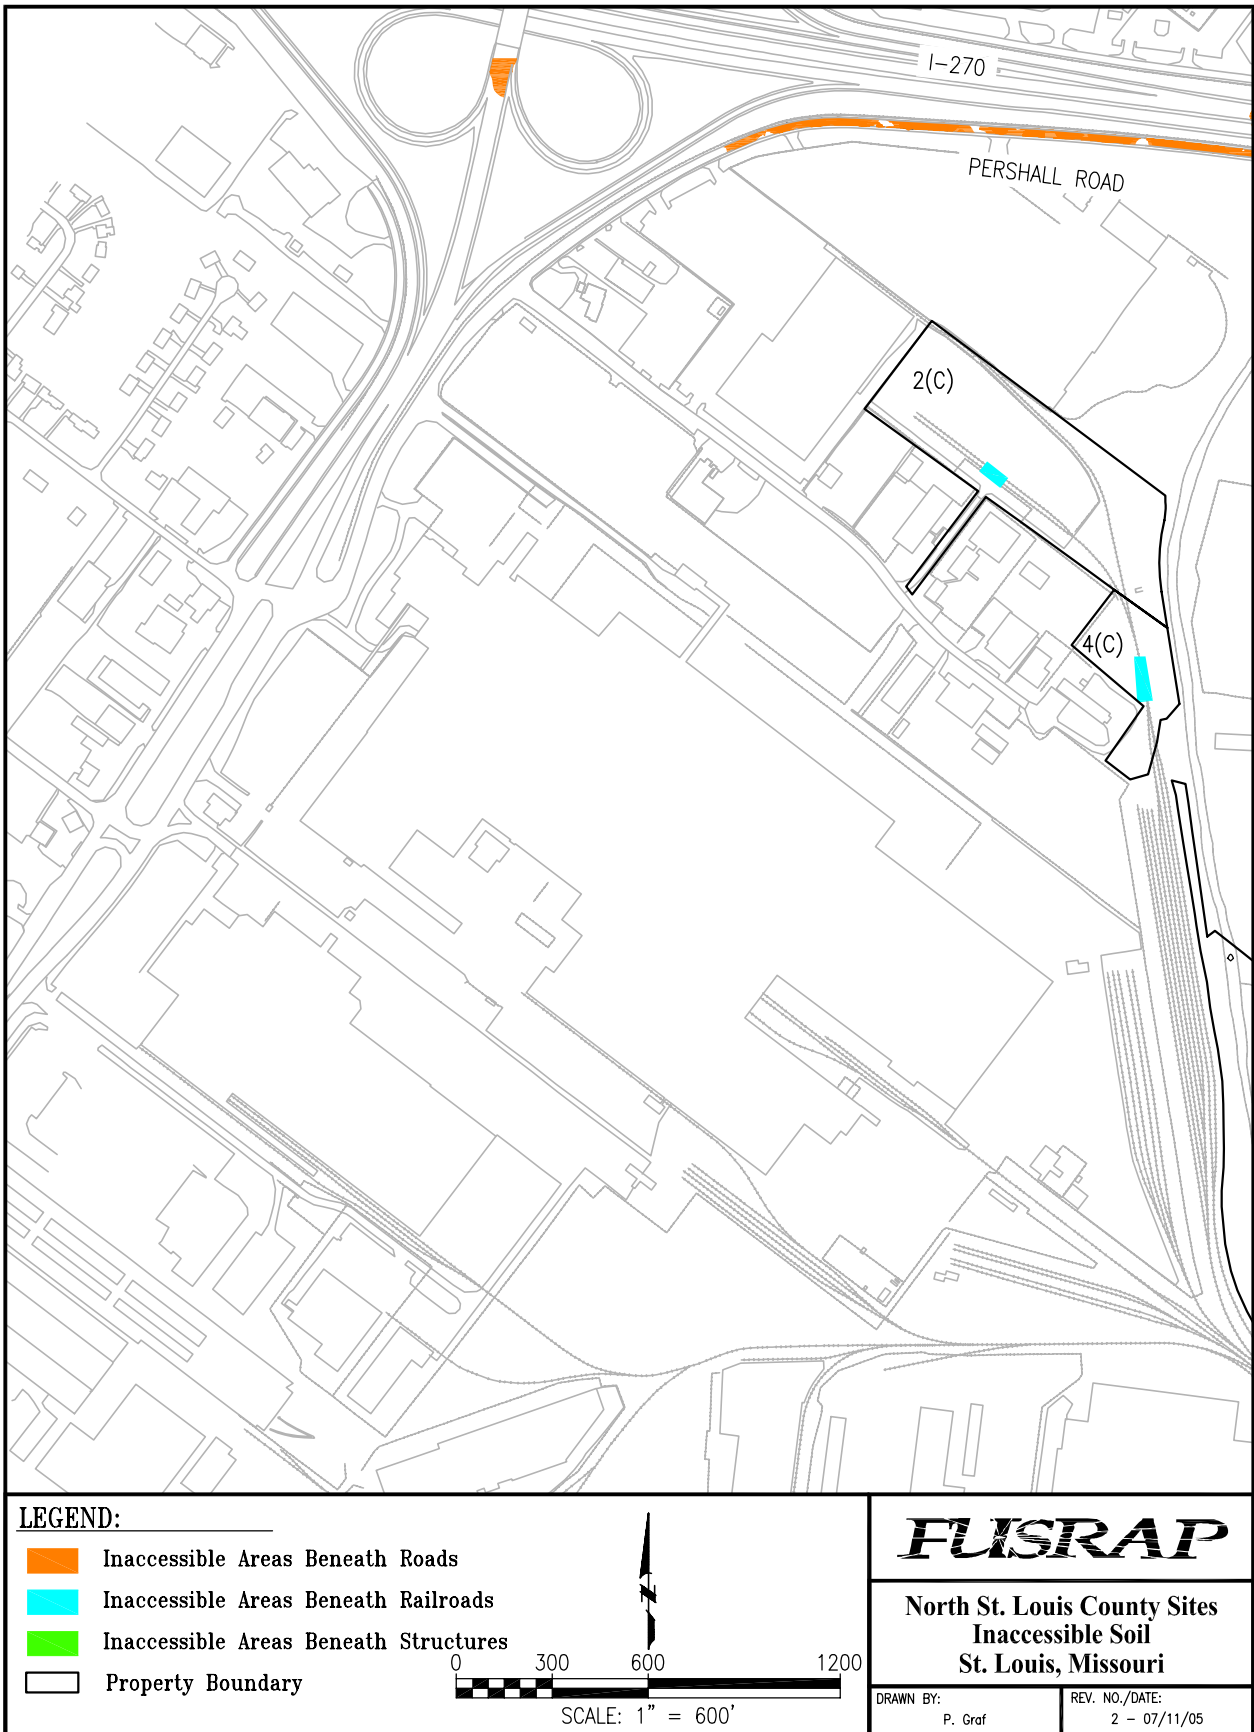 I-270
PERSHALL ROAD
2(C)
4(C)
LEGEND:
Inaccessible Areas Beneath Roads
Inaccessible Areas Beneath Railroads
Inaccessible Areas Beneath Structures
Property Boundary
N
0 300 600 1200
SCALE: 1" = 600'
FUSRAP
North St. Louis County Sites
Inaccessible Soil
St. Louis, Missouri
DRAWN BY:
P. Graf
REV. NO./DATE:
2 - 07/11/05